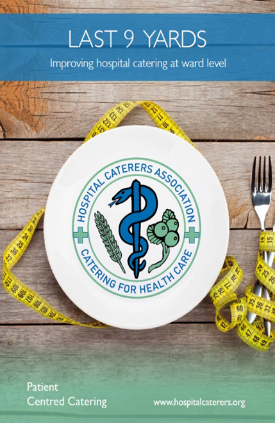 LAST 9 YARDS
Improving hospital catering at ward level
HOSPITAL CATERERS ASSOCIATION
CATERING FOR HEALTH CARE
Patient
Centred Catering
www.hospitalcaterers.org